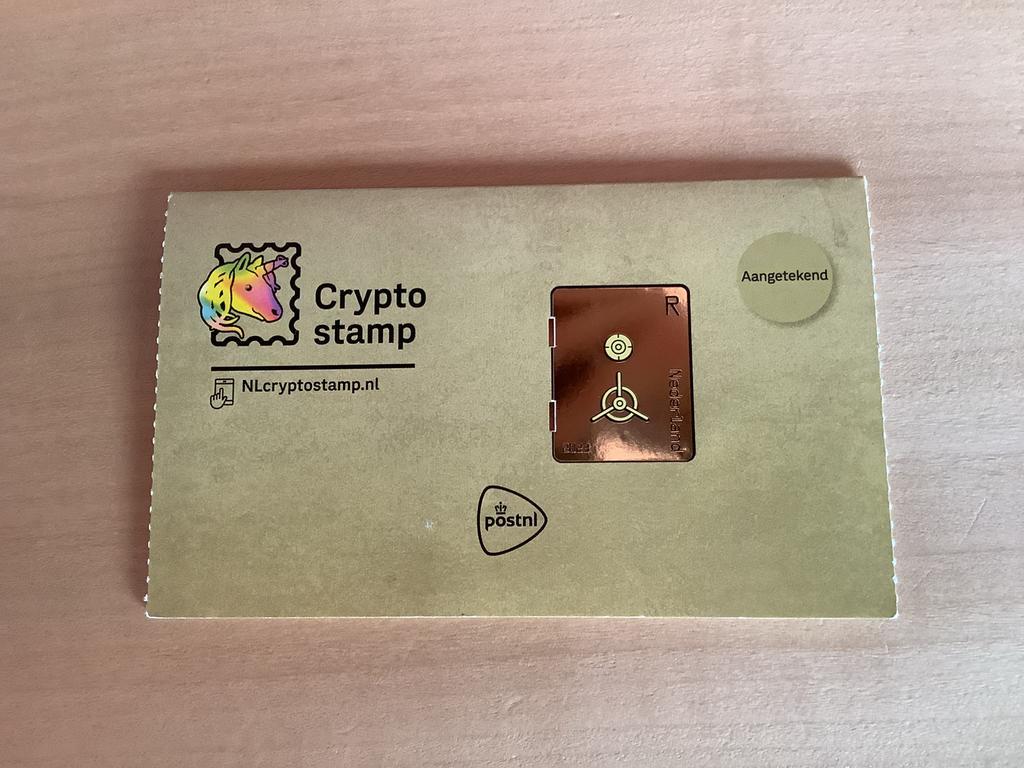 Crypto
stamp
NLcryptostamp.nl
Aangetekend
R
Nederland
postnl